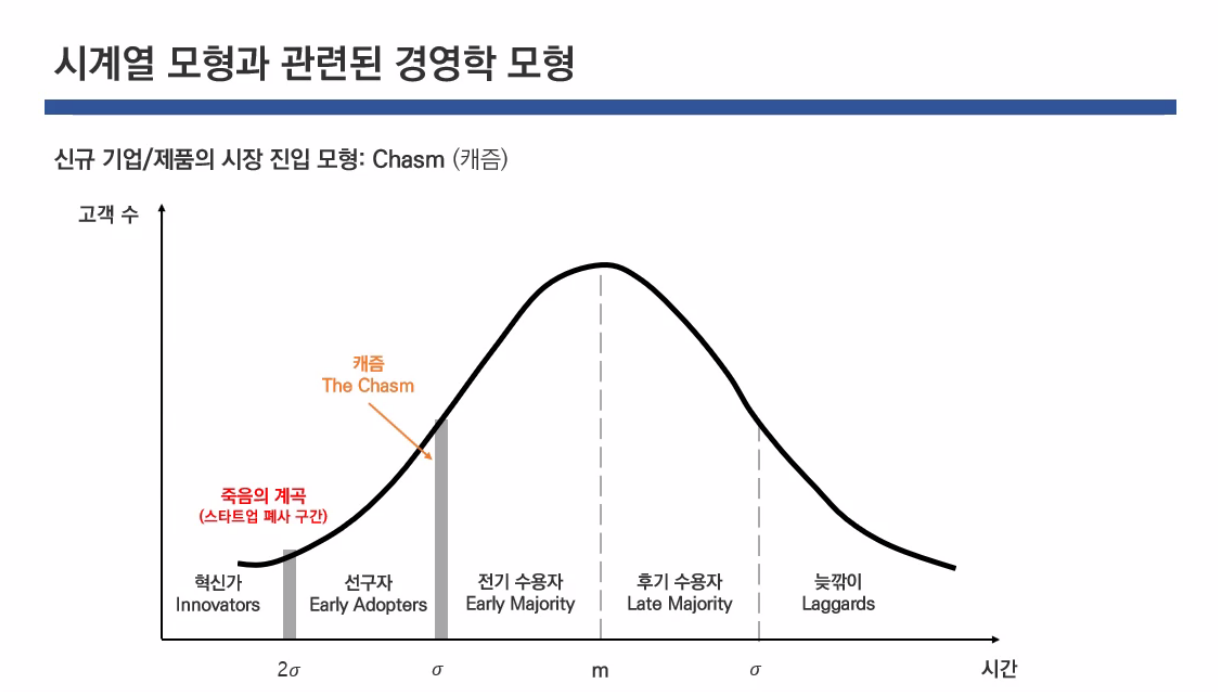 시계열 모형과 관련된 경영학 모형
신규 기업/제품의 시장 진입 모형: Chasm (캐즘)
고객 수
캐즘
The Chasm
죽음의 계곡
(스타트업 폐사 구간)
혁신가
Innovators
선구자
Early Adopters
전기 수용자
Early Majority
후기 수용자
Late Majority
늦깎이
Laggards
2σ
σ
m
σ
시간